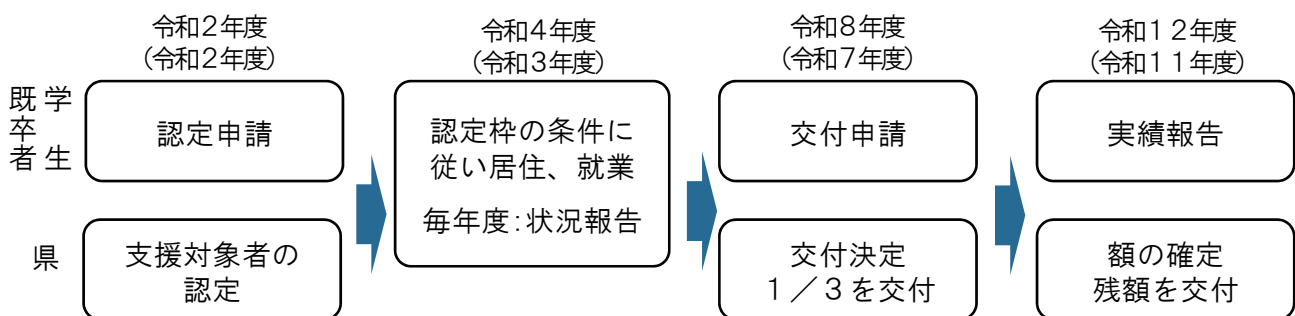 令和２年度
（令和２年度）
令和４年度
（令和３年度）
令和８年度
（令和７年度）
令和１２年度
（令和１１年度）
既卒者
学生
認定申請
認定枠の条件に
従い居住、就業
毎年度：状況報告
交付申請
実績報告
県
支援対象者の
認定
交付決定
１／３を交付
額の確定
残額を交付